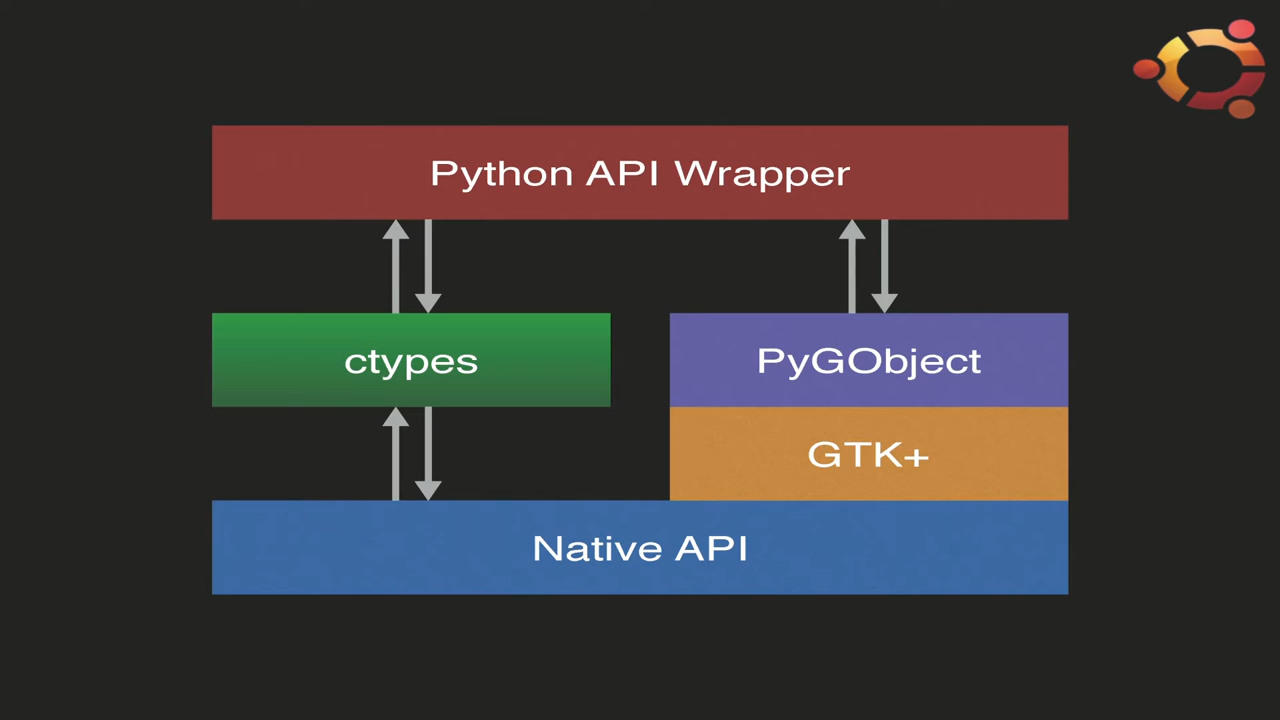 Python API Wrapper
ctypes
PyGObject
GTK+
Native API